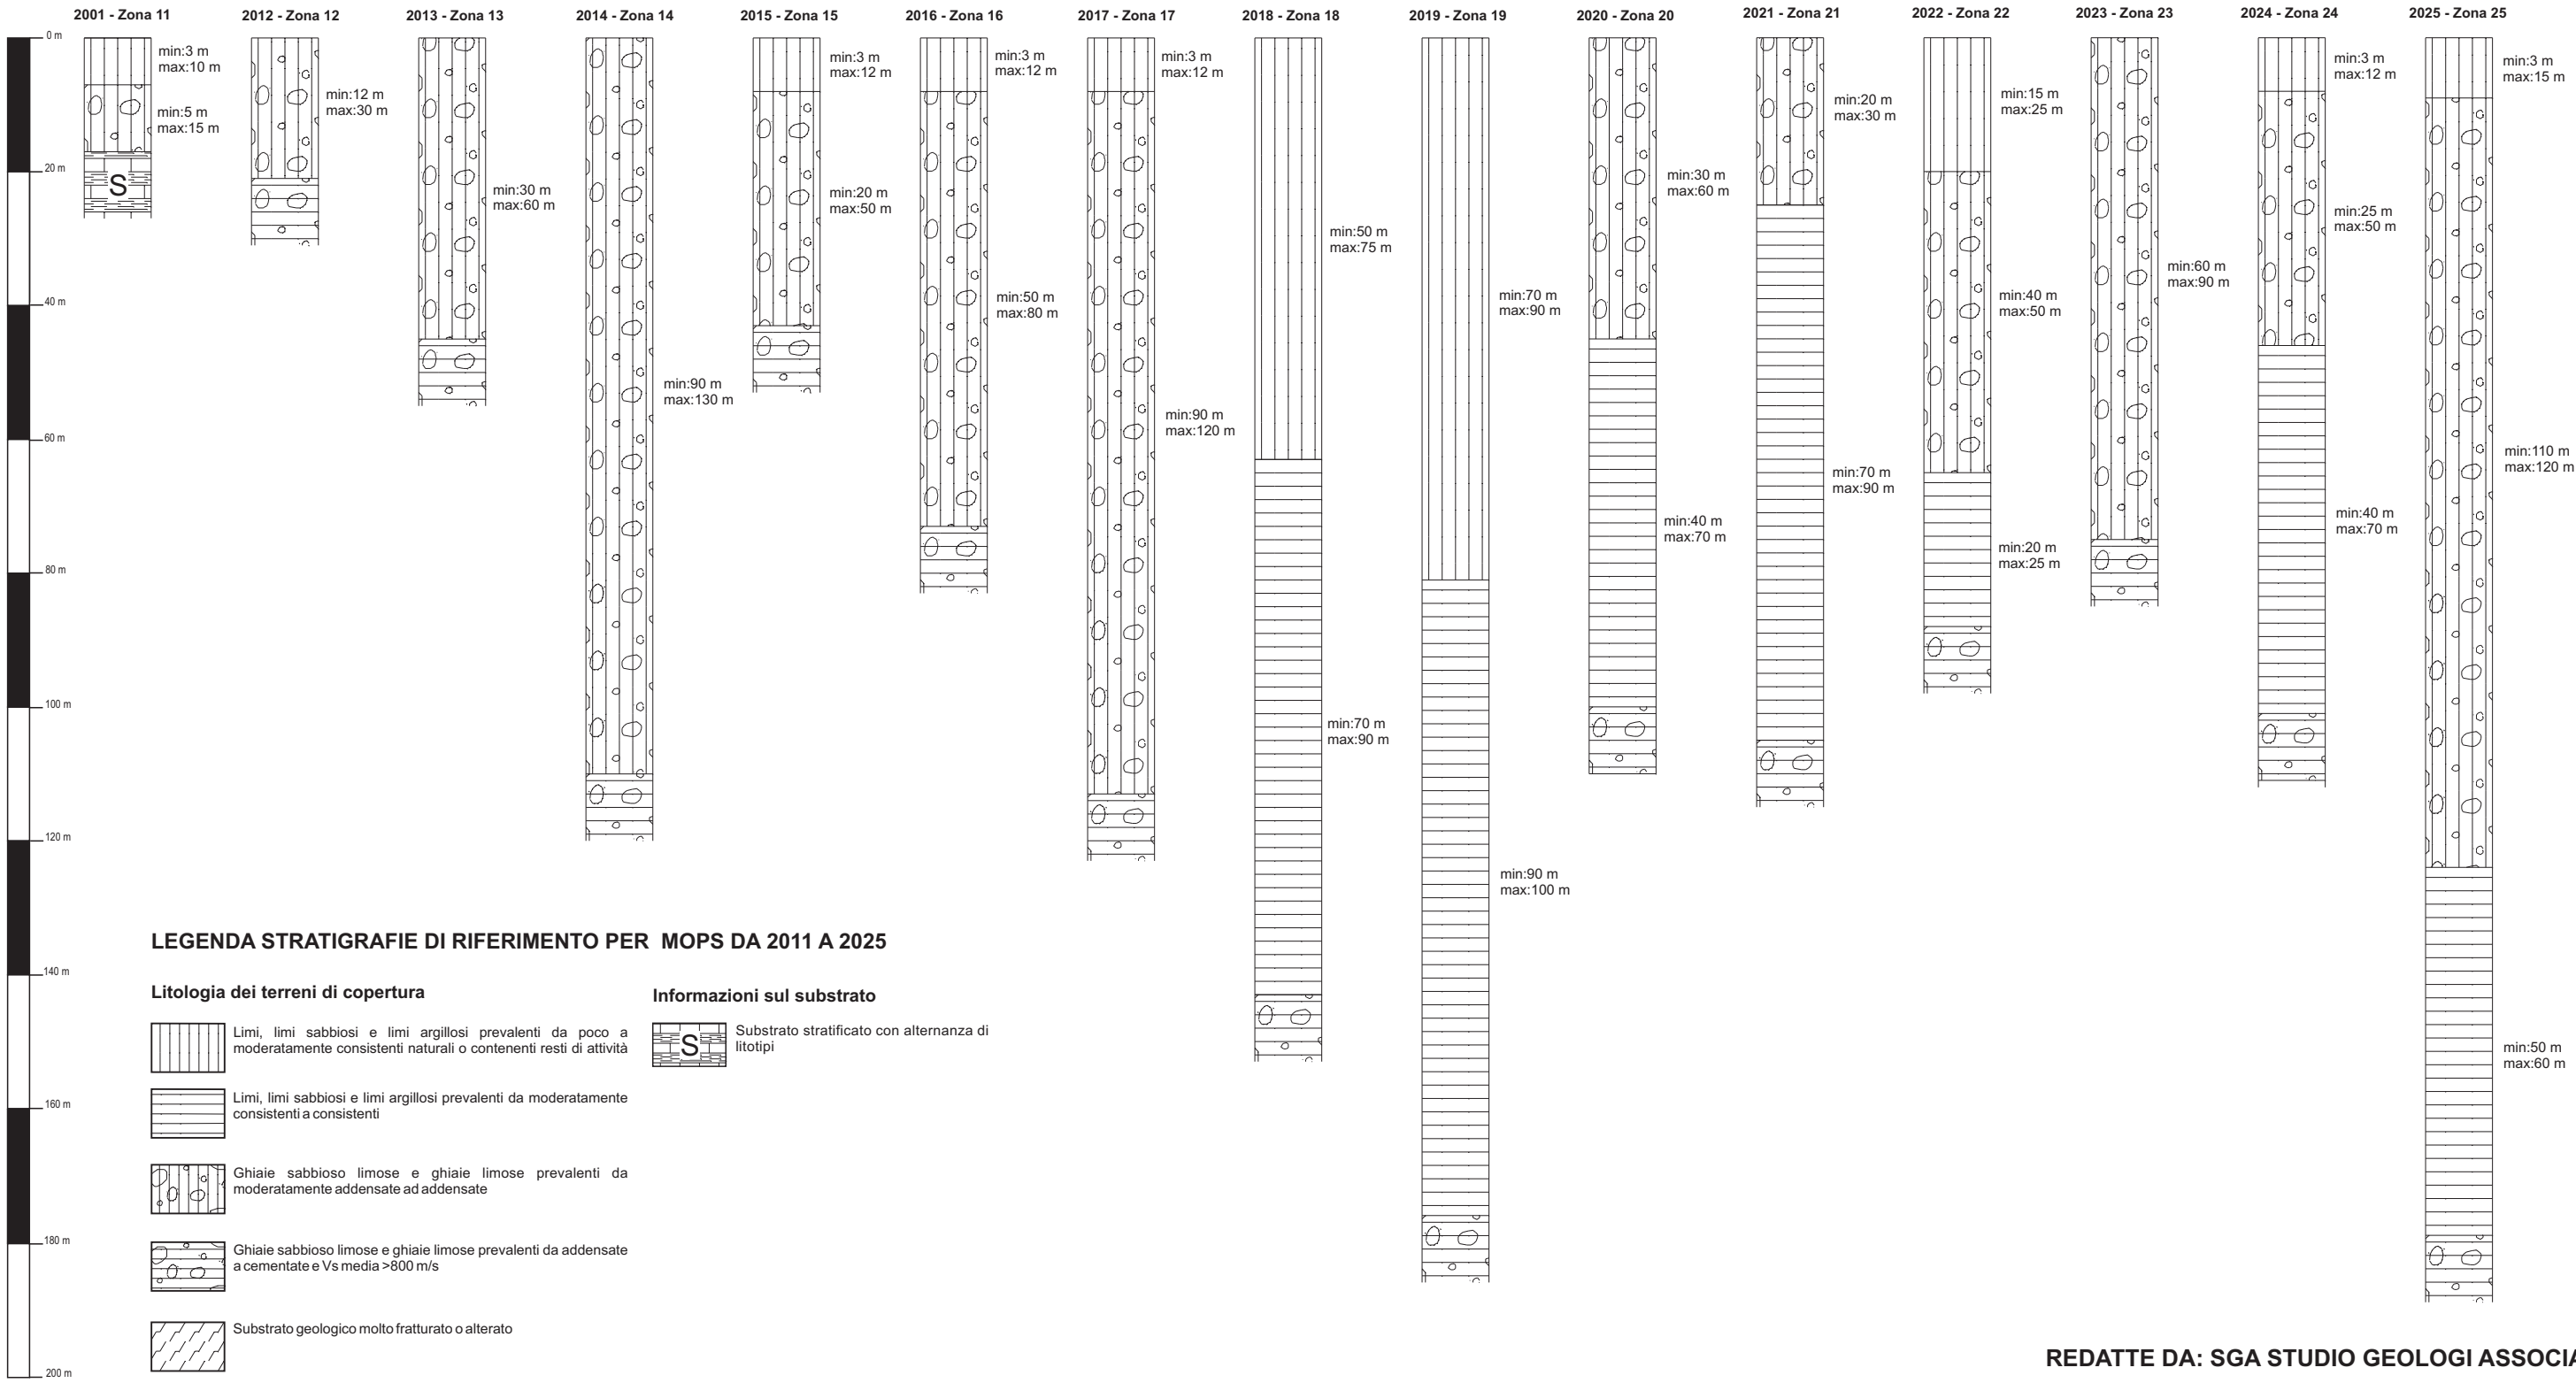 2001 - Zona 11
2012 - Zona 12
2013 - Zona 13
2014 - Zona 14
2015 - Zona 15
2016 - Zona 16
2017 - Zona 17
2018 - Zona 18
2019 - Zona 19
2020 - Zona 20
2021 - Zona 21
2022 - Zona 22
2023 - Zona 23
2024 - Zona 24
2025 - Zona 25
0 m
20 m
40 m
60 m
80 m
100 m
120 m
140 m
160 m
180 m
200 m
min:3 m
max:10 m
min:5 m
max:15 m
S
min:12 m
max:30 m
min:30 m
max:60 m
min:90 m
max:130 m
min:3 m
max:12 m
min:20 m
max:50 m
min:3 m
max:12 m
min:50 m
max:80 m
min:3 m
max:12 m
min:90 m
max:120 m
min:50 m
max:75 m
min:70 m
max:90 m
min:70 m
max:90 m
min:90 m
max:100 m
min:30 m
max:60 m
min:40 m
max:70 m
min:20 m
max:30 m
min:70 m
max:90 m
min:15 m
max:25 m
min:40 m
max:50 m
min:20 m
max:25 m
min:60 m
max:90 m
min:3 m
max:12 m
min:25 m
max:50 m
min:40 m
max:70 m
min:3 m
max:15 m
min:110 m
max:120 m
min:50 m
max:60 m
LEGENDA STRATIGRAFIE DI RIFERIMENTO PER MOPS DA 2011 A 2025
Litologia dei terreni di copertura
Limi, limi sabbiosi e limi argillosi prevalenti da poco a
moderatamente consistenti naturali o contenenti resti di attività
Limi, limi sabbiosi e limi argillosi prevalenti da moderatamente
consistenti a consistenti
Ghiaie sabbioso limose e ghiaie limose prevalenti da
moderatamente addensate ad addensate
Ghiaie sabbioso limose e ghiaie limose prevalenti da addensate
a cementate e Vs media >800 m/s
Substrato geologico molto fratturato o alterato
Informazioni sul substrato
S
Substrato stratificato con alternanza di
litotipi
REDATTE DA: SGA STUDIO GEOLOGI ASSOCIA